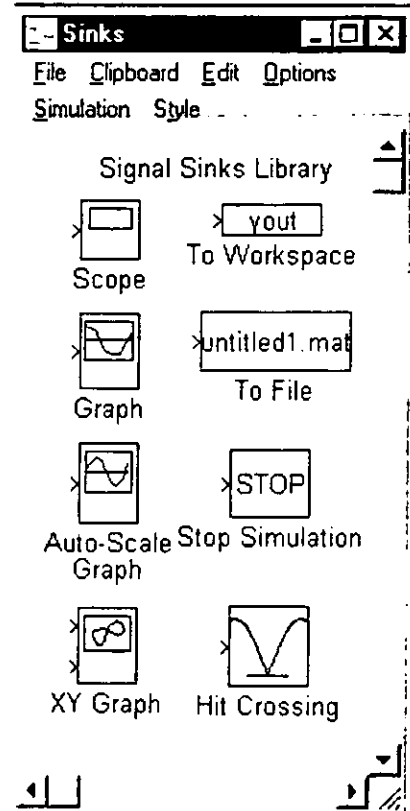 Sinks
File Clipboard Edit Options
Simulation Style
Signal Sinks Library
yout
Scope
To Workspace
untitled1.mat
Graph
To File
STOP
Auto-Scale
Graph
Stop Simulation
XY Graph
Hit Crossing